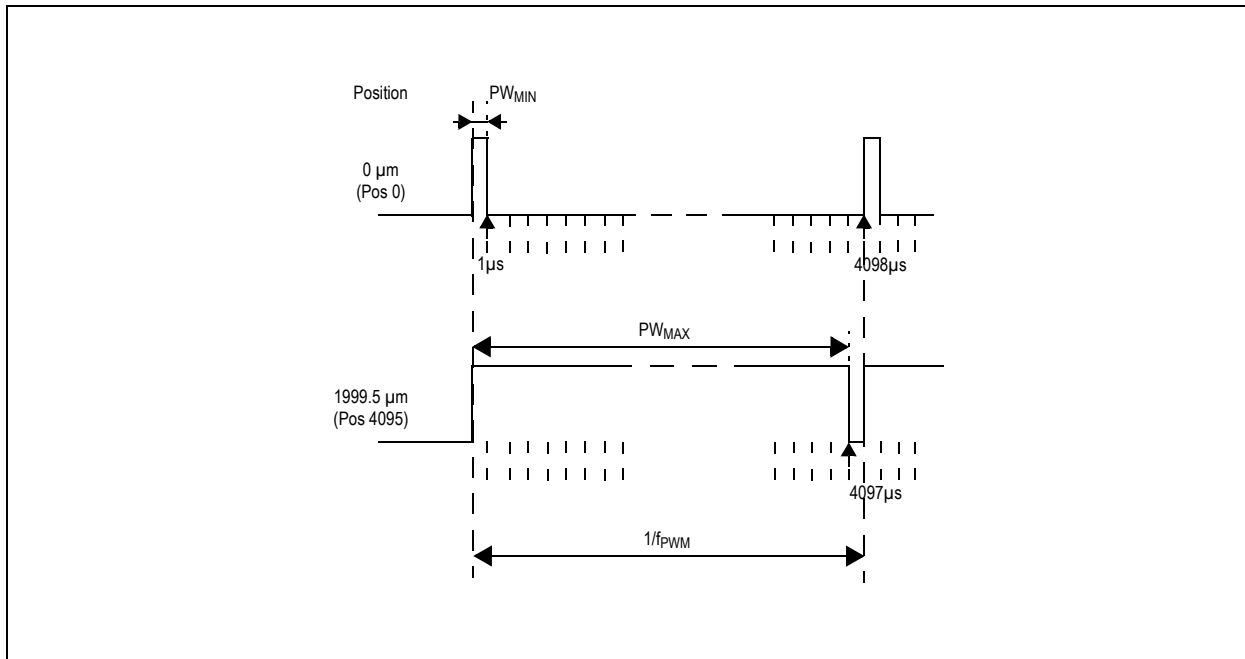 Position
PWMIN
0 µm
(Pos 0)
1µs
4098µs
PWMAX
1999.5 µm
(Pos 4095)
4097µs
1/fPWM